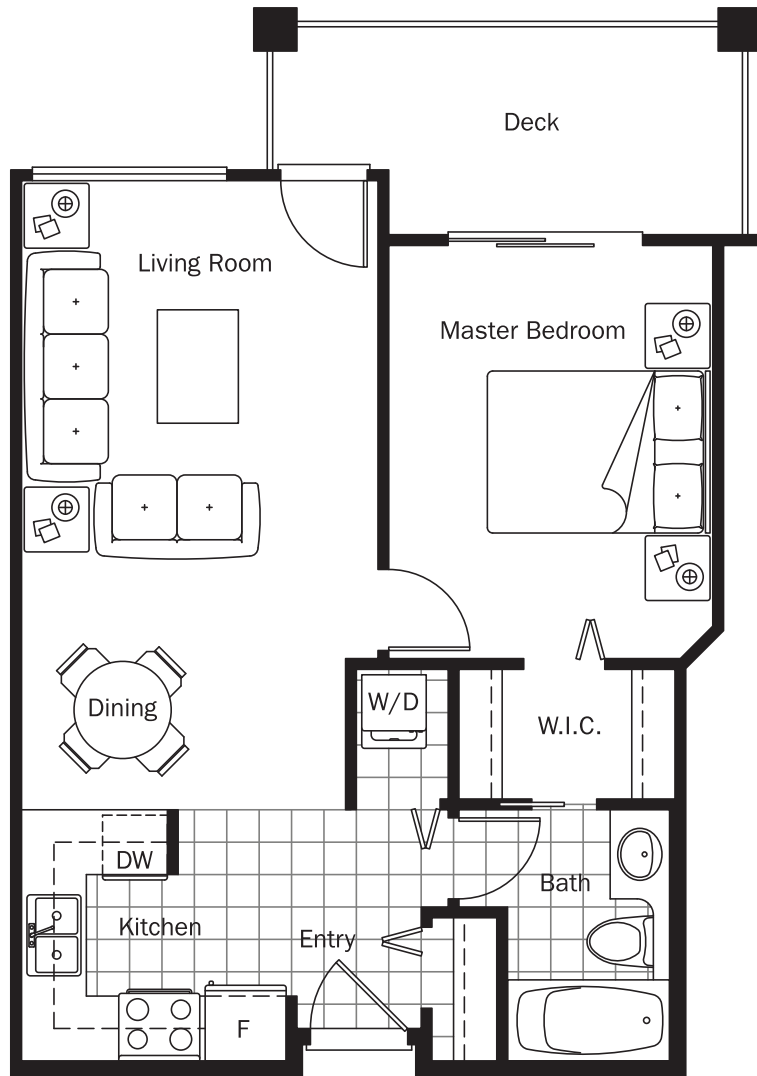 Deck
Living Room
Master Bedroom
W/D
Dining
W.I.C.
DW
Bath
Kitchen
Entry
F